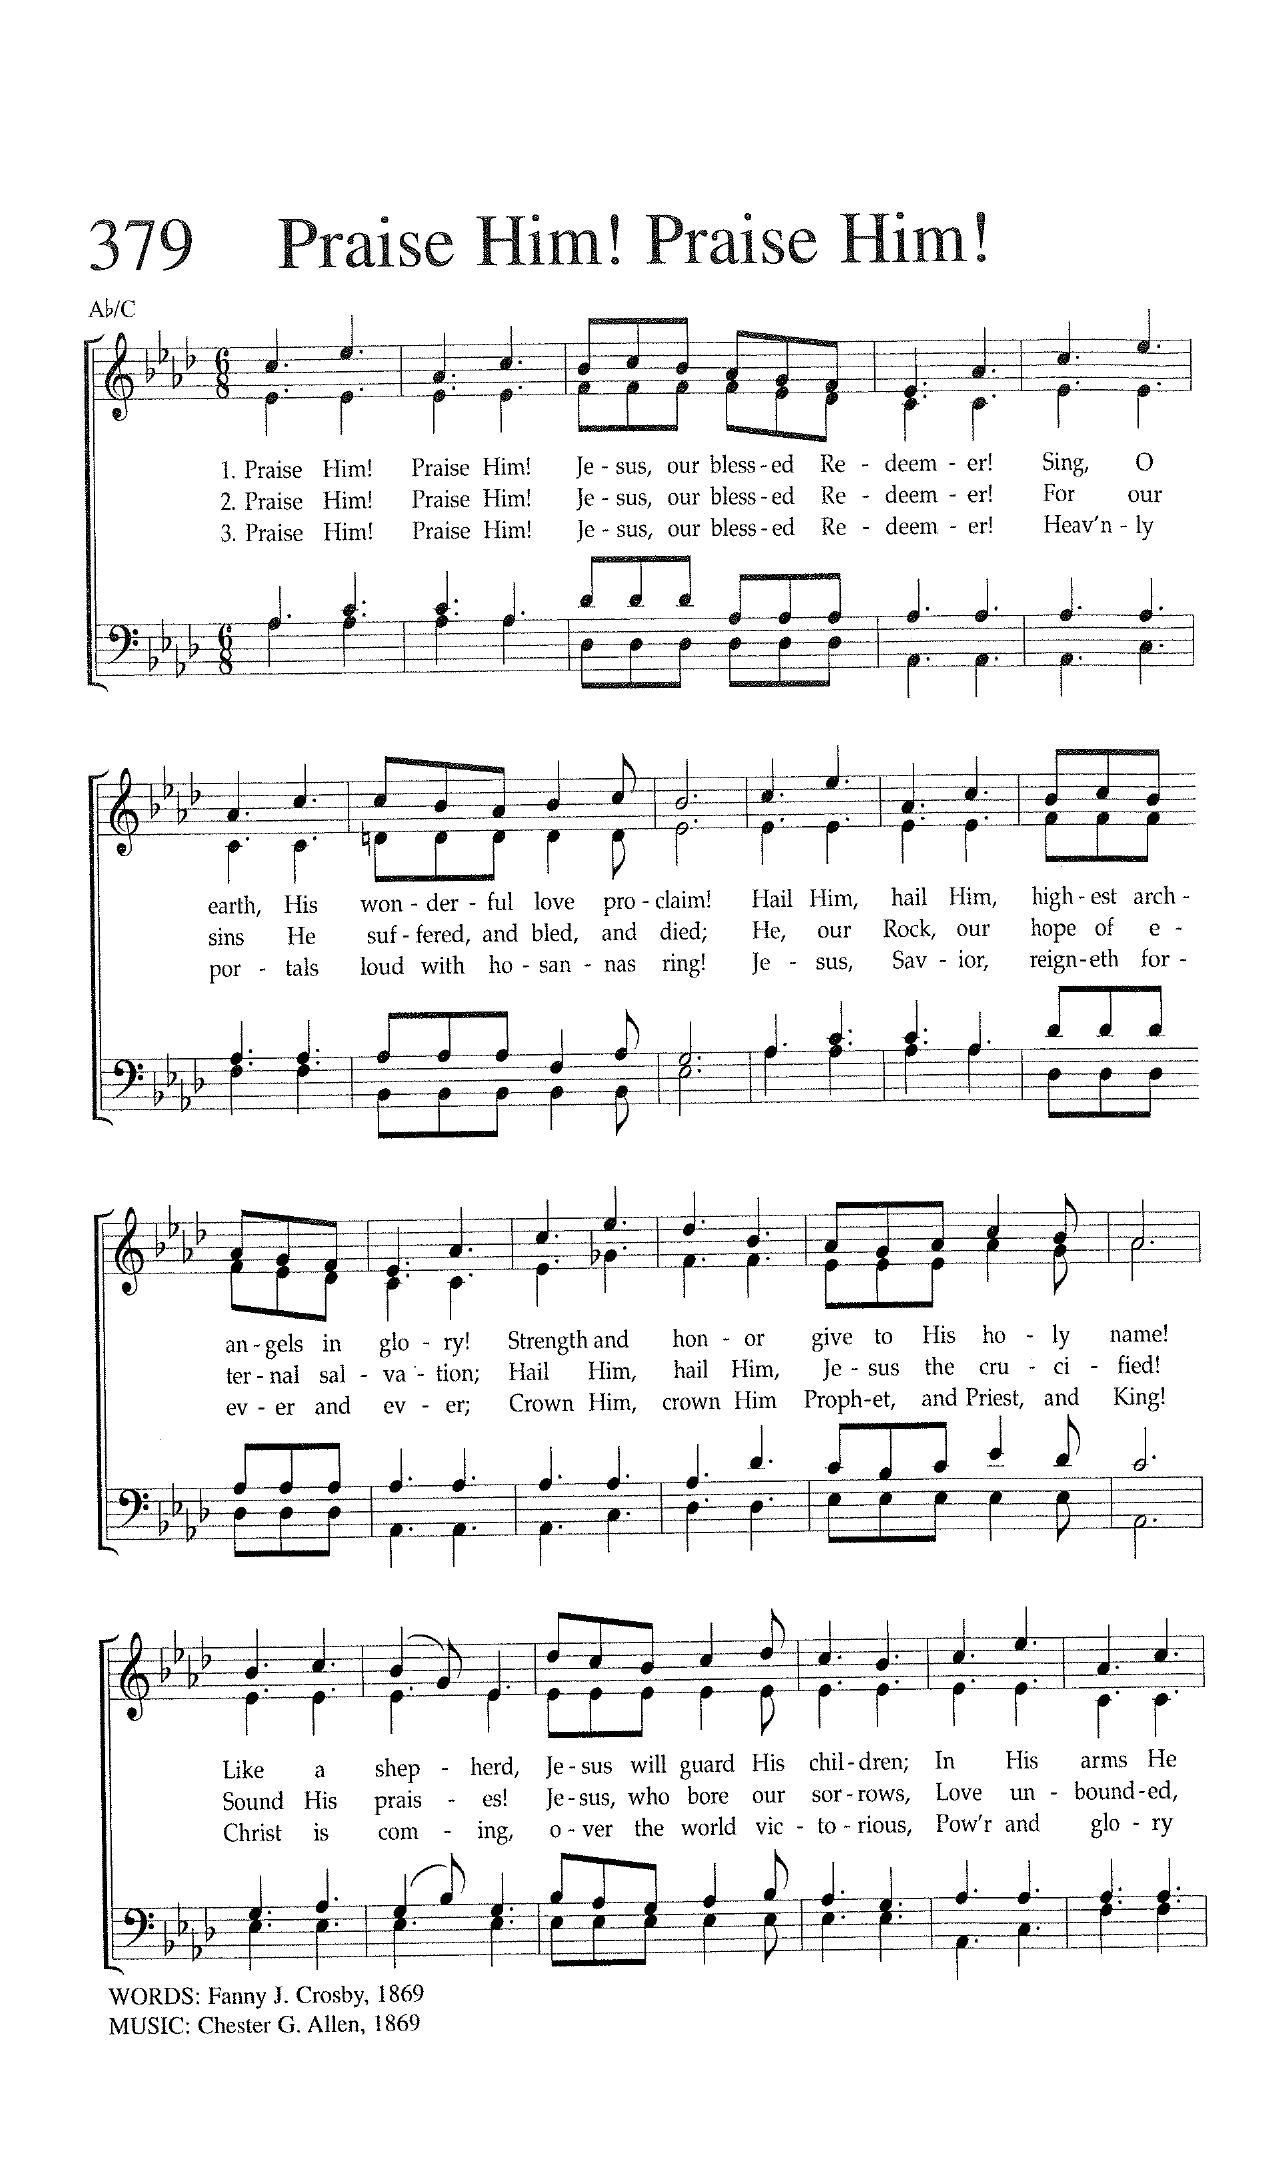 379 Praise Him! Praise Him!
A♭/C
1. Praise Him! Praise Him! Je - sus, our bless - ed Re - deem - er! Sing, O
2. Praise Him! Praise Him! Je - sus, our bless - ed Re - deem - er! For our
3. Praise Him! Praise Him! Je - sus, our bless - ed Re - deem - er! Heav'n - ly
earth, His won - der - ful love pro - claim! Hail Him, hail Him, high - est arch -
sins He suf - fered, and bled, and died; He, our Rock, our hope of e -
por - tals loud with ho - san - nas ring! Je - sus, Sav - ior, reign-eth for -
an - gels in glo - ry! Strength and hon - or give to His ho - ly name!
ter - nal sal - va - tion; Hail Him, hail Him, Je - sus the cru - ci - fied!
ev - er and ev - er; Crown Him, crown Him Proph-et, and Priest, and King!
Like a shep - herd, Je - sus will guard His chil - dren; In His arms He
Sound His prais - es! Je - sus, who bore our sor - rows, Love un - bound - ed,
Christ is com - ing, o - ver the world vic - to - rious, Pow'r and glo - ry
WORDS: Fanny J. Crosby, 1869
MUSIC: Chester G. Allen, 1869